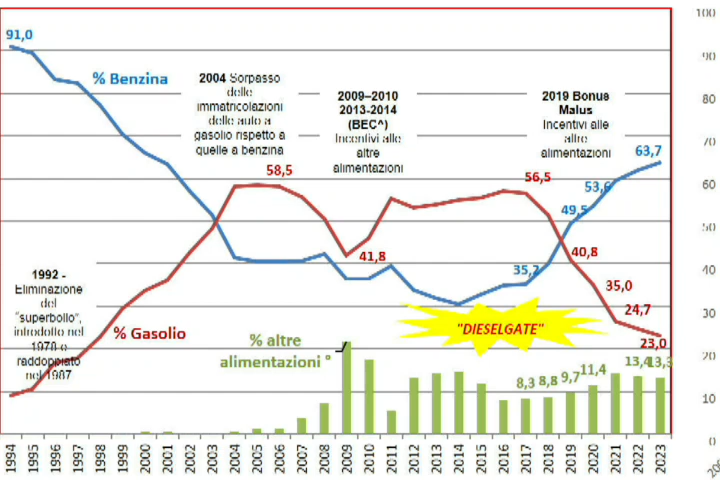 91,0
% Benzina
2004 Sorpasso
delle
immatricolazioni
delle auto a
gasolio rispetto a
quelle a benzina
58,5
2009–2010
2013-2014
(BEC^)
Incentivi alle
altre
alimentazioni
41,8
2019 Bonus
Malus
Incentivi alle
altre
alimentazioni
56,5
63,7
53,6
49,5
35,2
40,8
35,0
24,7
23,0
1992 -
Eliminazione
del
"superbollo",
introdotto nel
1978 e
raddoppiato
nel 1987
% Gasolio
% altre
alimentazioni °
"DIESELGATE"
8,3 8,8 9,7 11,4 13,4 13,3
100
90
80
70
60
50
40
30
20
10
0
1994 1995 1996 1997 1998 1999 2000 2001 2002 2003 2004 2005 2006 2007 2008 2009 2010 2011 2012 2013 2014 2015 2016 2017 2018 2019 2020 2021 2022 2023